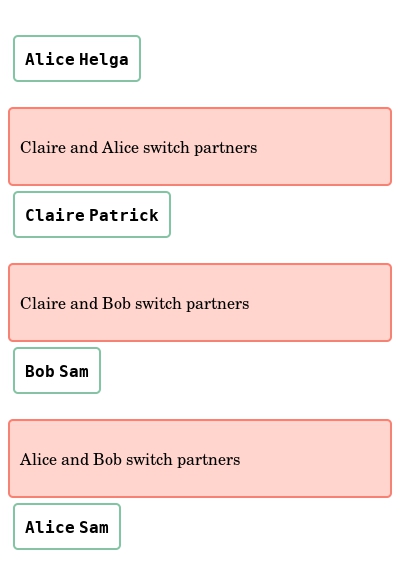 Alice Helga
Claire and Alice switch partners
Claire Patrick
Claire and Bob switch partners
Bob Sam
Alice and Bob switch partners
Alice Sam